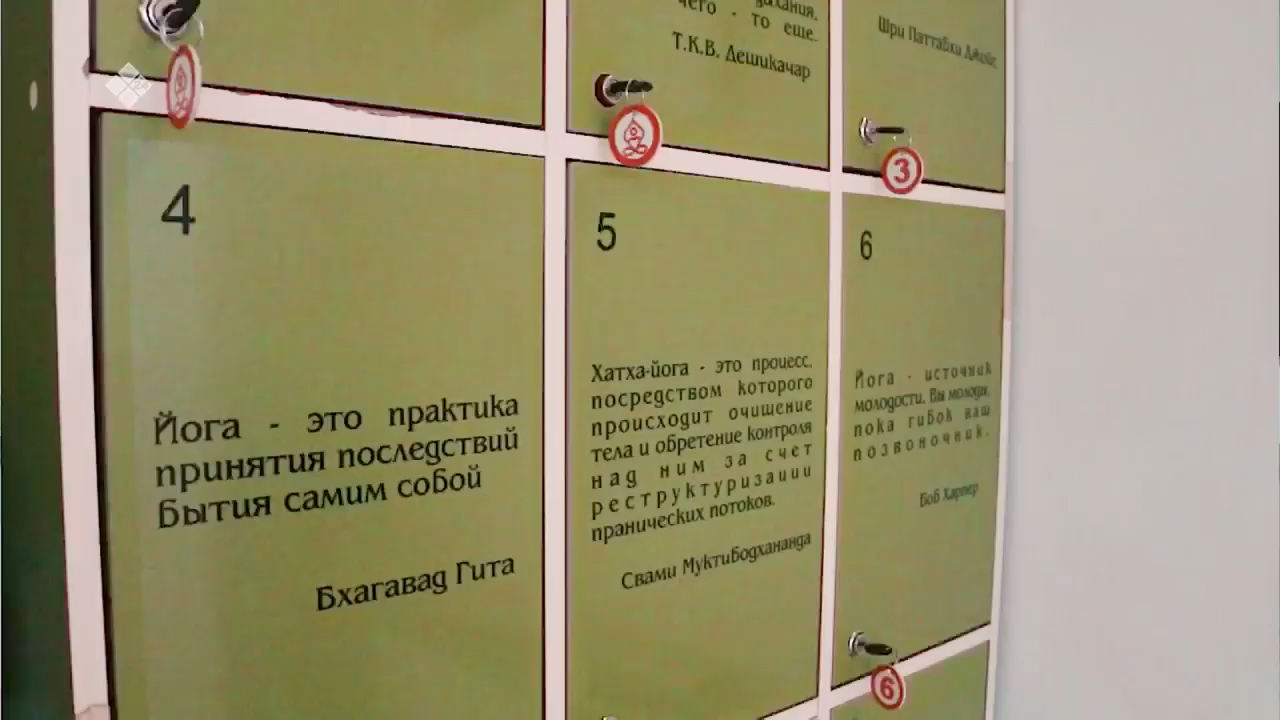 дыхания,
чего - то еще.
Т.К.В. Дешикачар
Шри Паттабхи Джойс
3
4
Йога - это практика
принятия последствий
Бытия самим собой
Бхагавад Гита
5
Хатха-йога - это процесс,
посредством которого
происходит очищение
тела и обретение контроля
над ним за счет
реструктуризации
пранических потоков.
Свами Муктибодхананда
6
Йога - источник
молодости. Вы молоды,
пока гибок ваш
позвоночник.
Боб Харпер
6